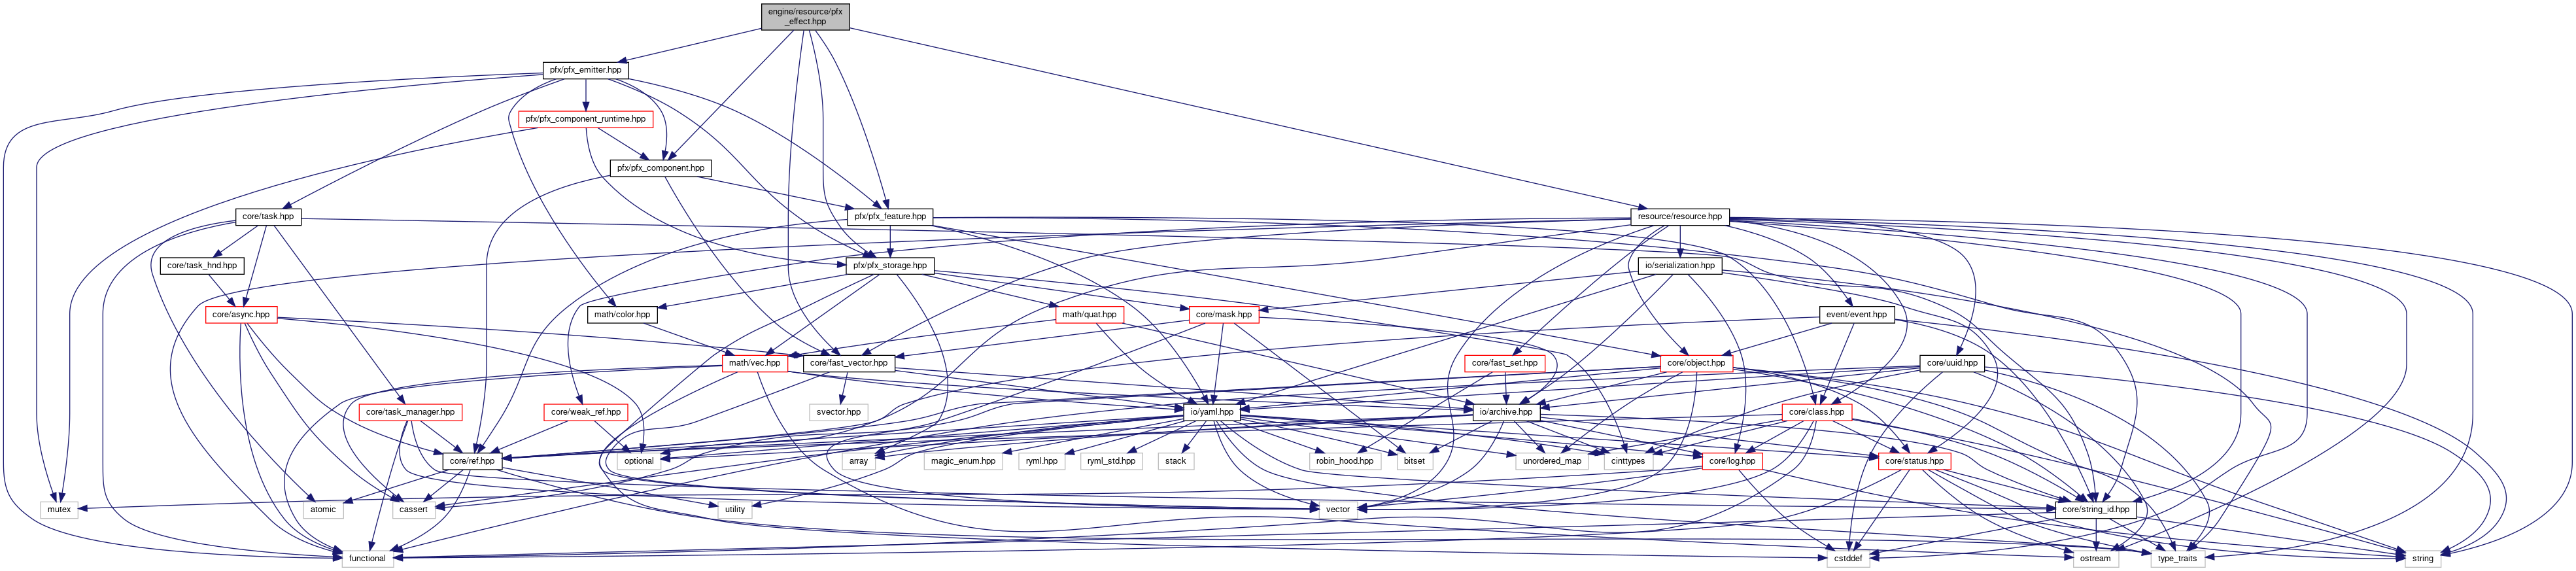 engine/resource/pfx
_effect.hpp
pfx/pfx_emitter.hpp
pfx/pfx_component_runtime.hpp
pfx/pfx_component.hpp
core/task.hpp
pfx/pfx_feature.hpp
resource/resource.hpp
core/task_hnd.hpp
pfx/pfx_storage.hpp
io/serialization.hpp
core/async.hpp
math/color.hpp
math/quat.hpp
core/mask.hpp
event/event.hpp
math/vec.hpp
core/fast_vector.hpp
core/fast_set.hpp
core/object.hpp
core/uuid.hpp
core/task_manager.hpp
core/weak_ref.hpp
svector.hpp
io/yaml.hpp
io/archive.hpp
core/class.hpp
core/ref.hpp
optional
array
magic_enum.hpp
ryml.hpp
ryml_std.hpp
stack
robin_hood.hpp
bitset
unordered_map
cinttypes
core/log.hpp
core/status.hpp
mutex
atomic
cassert
utility
vector
core/string_id.hpp
functional
cstddef
ostream
type_traits
string